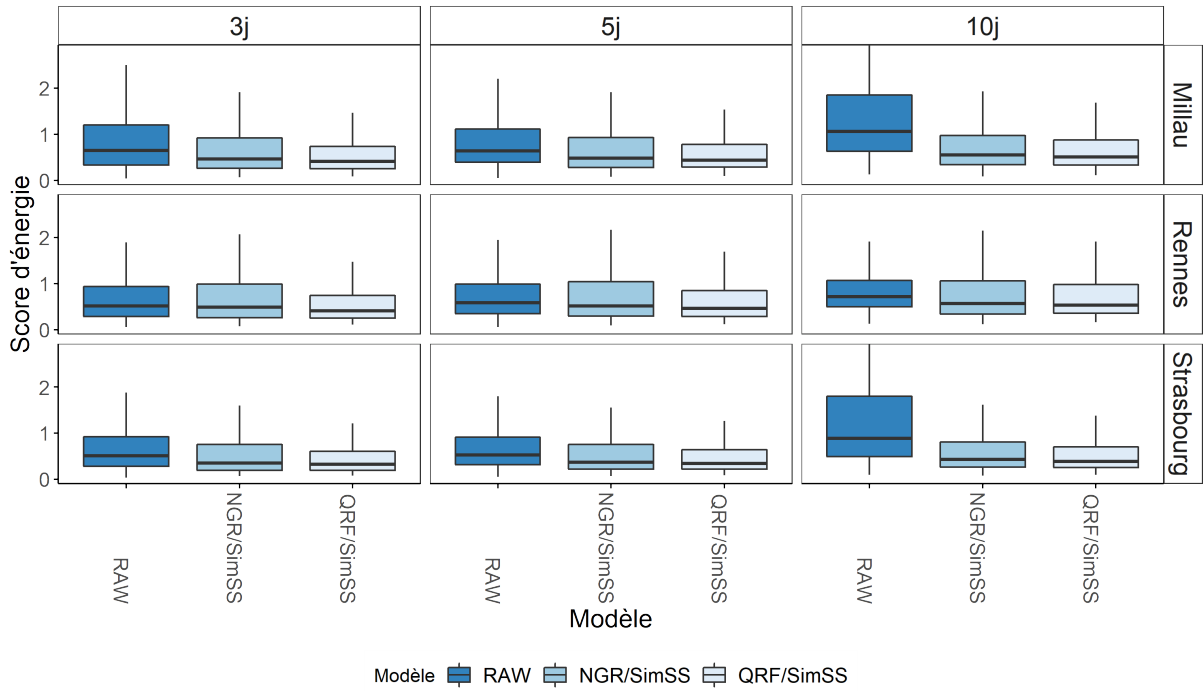 3j 5j 10j
Score d'énergie
2
1
0
Millau
2
1
0
Rennes
2
1
0
Strasbourg
RAW NGR/SimSS QRF/SimSS RAW NGR/SimSS QRF/SimSS RAW NGR/SimSS QRF/SimSS
Modèle
Modèle RAW NGR/SimSS QRF/SimSS